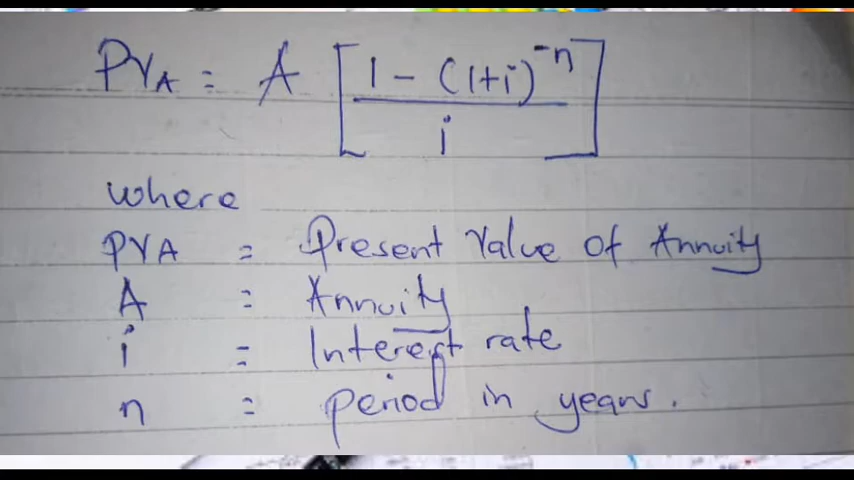 PVA = A [ 1 - (1+i)^-n / i ]
where
PVA = Present Value of Annuity
A = Annuity
i = Interest rate
n = period in years.